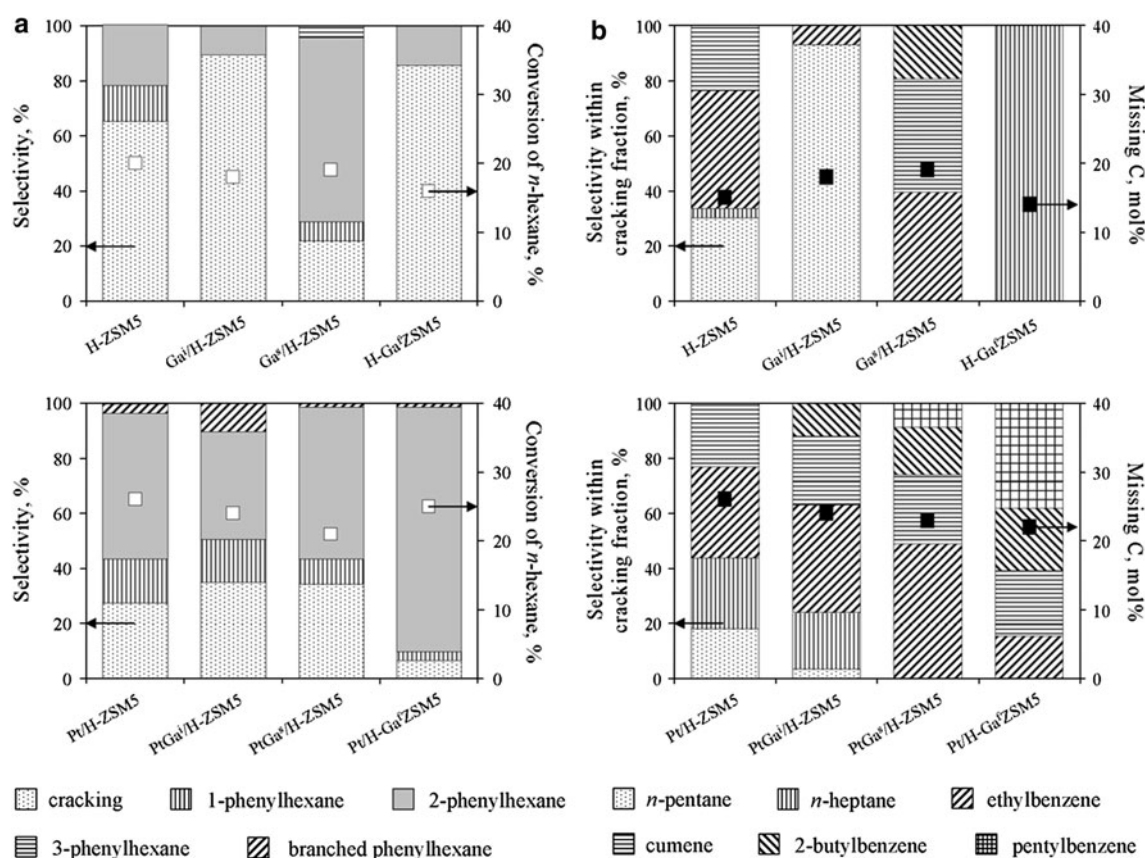 a
Selectivity, %
100
80
60
40
20
0
40
30
20
10
0
Conversion of
n-hexane, %
H-ZSM5
Gaⁱ/H-ZSM5
Gaˢ/H-ZSM5
H-GaᶠZSM5
b
Selectivity within
cracking fraction, %
100
80
60
40
20
0
40
30
20
10
0
Missing C, mol%
H-ZSM5
Gaⁱ/H-ZSM5
Gaˢ/H-ZSM5
H-GaᶠZSM5
Selectivity, %
100
80
60
40
20
0
40
30
20
10
0
Conversion of
n-hexane, %
Pt/H-ZSM5
PtGaⁱ/H-ZSM5
PtGaˢ/H-ZSM5
Pt/H-GaᶠZSM5
Selectivity within
cracking fraction, %
100
80
60
40
20
0
40
30
20
10
0
Missing C, mol%
Pt/H-ZSM5
PtGaⁱ/H-ZSM5
PtGaˢ/H-ZSM5
Pt/H-GaᶠZSM5
cracking 1-phenylhexane 2-phenylhexane
3-phenylhexane branched phenylhexane
n-pentane n-heptane ethylbenzene
cumene 2-butylbenzene pentylbenzene